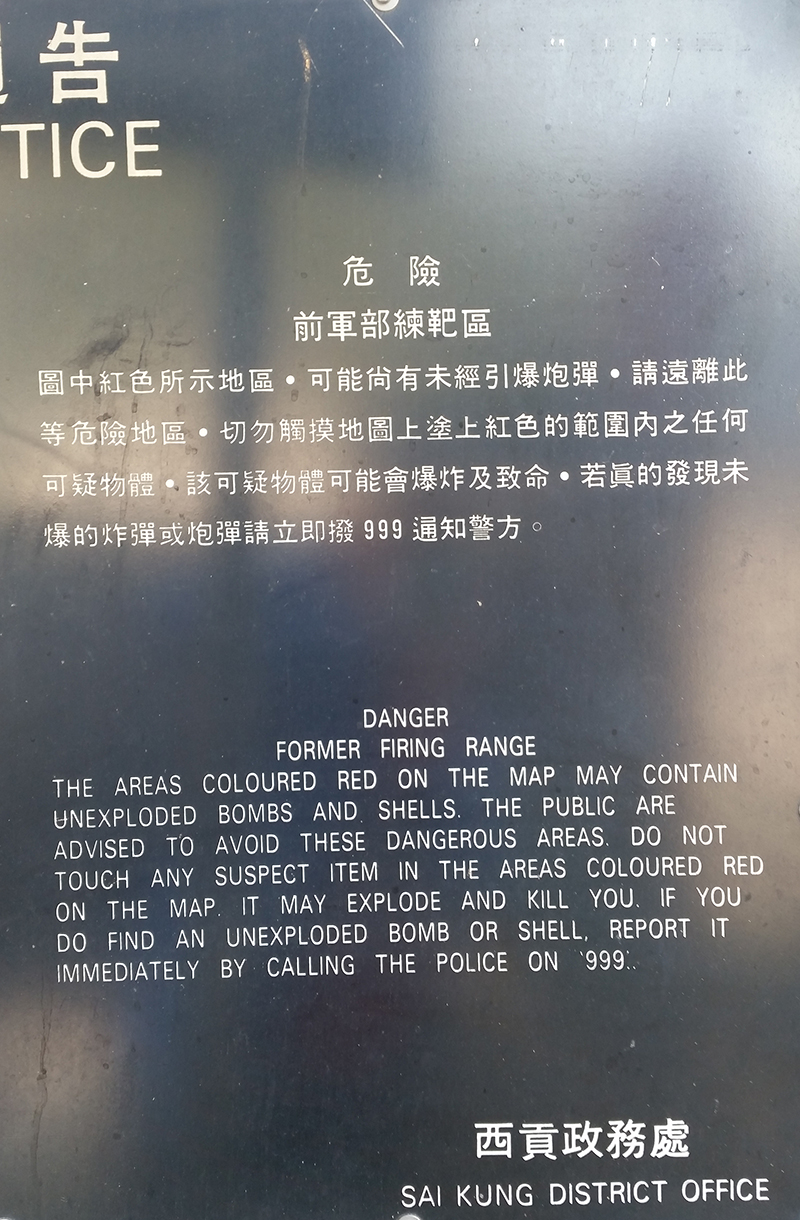 告
TICE
危 險
前軍部練靶區
圖中紅色所示地區•可能尚有未經引爆炮彈•請遠離此
等危險地區•切勿觸摸地圖上塗上紅色的範圍內之任何
可疑物體•該可疑物體可能會爆炸及致命•若眞的發現未
爆的炸彈或炮彈請立即撥 999 通知警方。
DANGER
FORMER FIRING RANGE
THE AREAS COLOURED RED ON THE MAP MAY CONTAIN
UNEXPLODED BOMBS AND SHELLS. THE PUBLIC ARE
ADVISED TO AVOID THESE DANGEROUS AREAS. DO NOT
TOUCH ANY SUSPECT ITEM IN THE AREAS COLOURED RED
ON THE MAP. IT MAY EXPLODE AND KILL YOU. IF YOU
DO FIND AN UNEXPLODED BOMB OR SHELL, REPORT IT
IMMEDIATELY BY CALLING THE POLICE ON '999'.
西貢政務處
SAI KUNG DISTRICT OFFICE